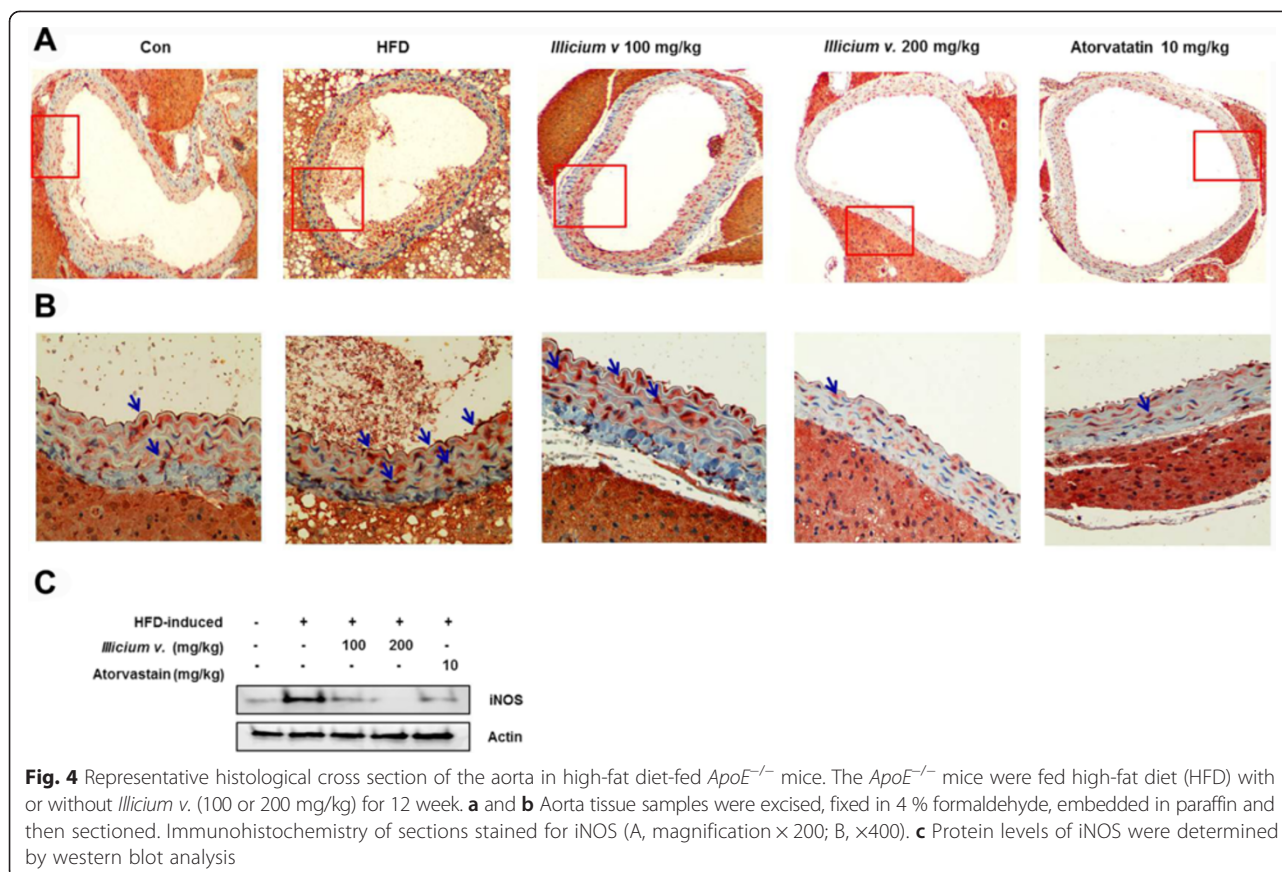 A
Con HFD Illicium v 100 mg/kg Illicium v. 200 mg/kg Atorvatatin 10 mg/kg
B
C
HFD-induced - + + + +
Illicium v. (mg/kg) - - 100 200 -
Atorvastain (mg/kg) - - - - 10
iNOS
Actin
Fig. 4 Representative histological cross section of the aorta in high-fat diet-fed ApoE−/− mice. The ApoE−/− mice were fed high-fat diet (HFD) with
or without Illicium v. (100 or 200 mg/kg) for 12 week. a and b Aorta tissue samples were excised, fixed in 4 % formaldehyde, embedded in paraffin and
then sectioned. Immunohistochemistry of sections stained for iNOS (A, magnification × 200; B, ×400). c Protein levels of iNOS were determined
by western blot analysis